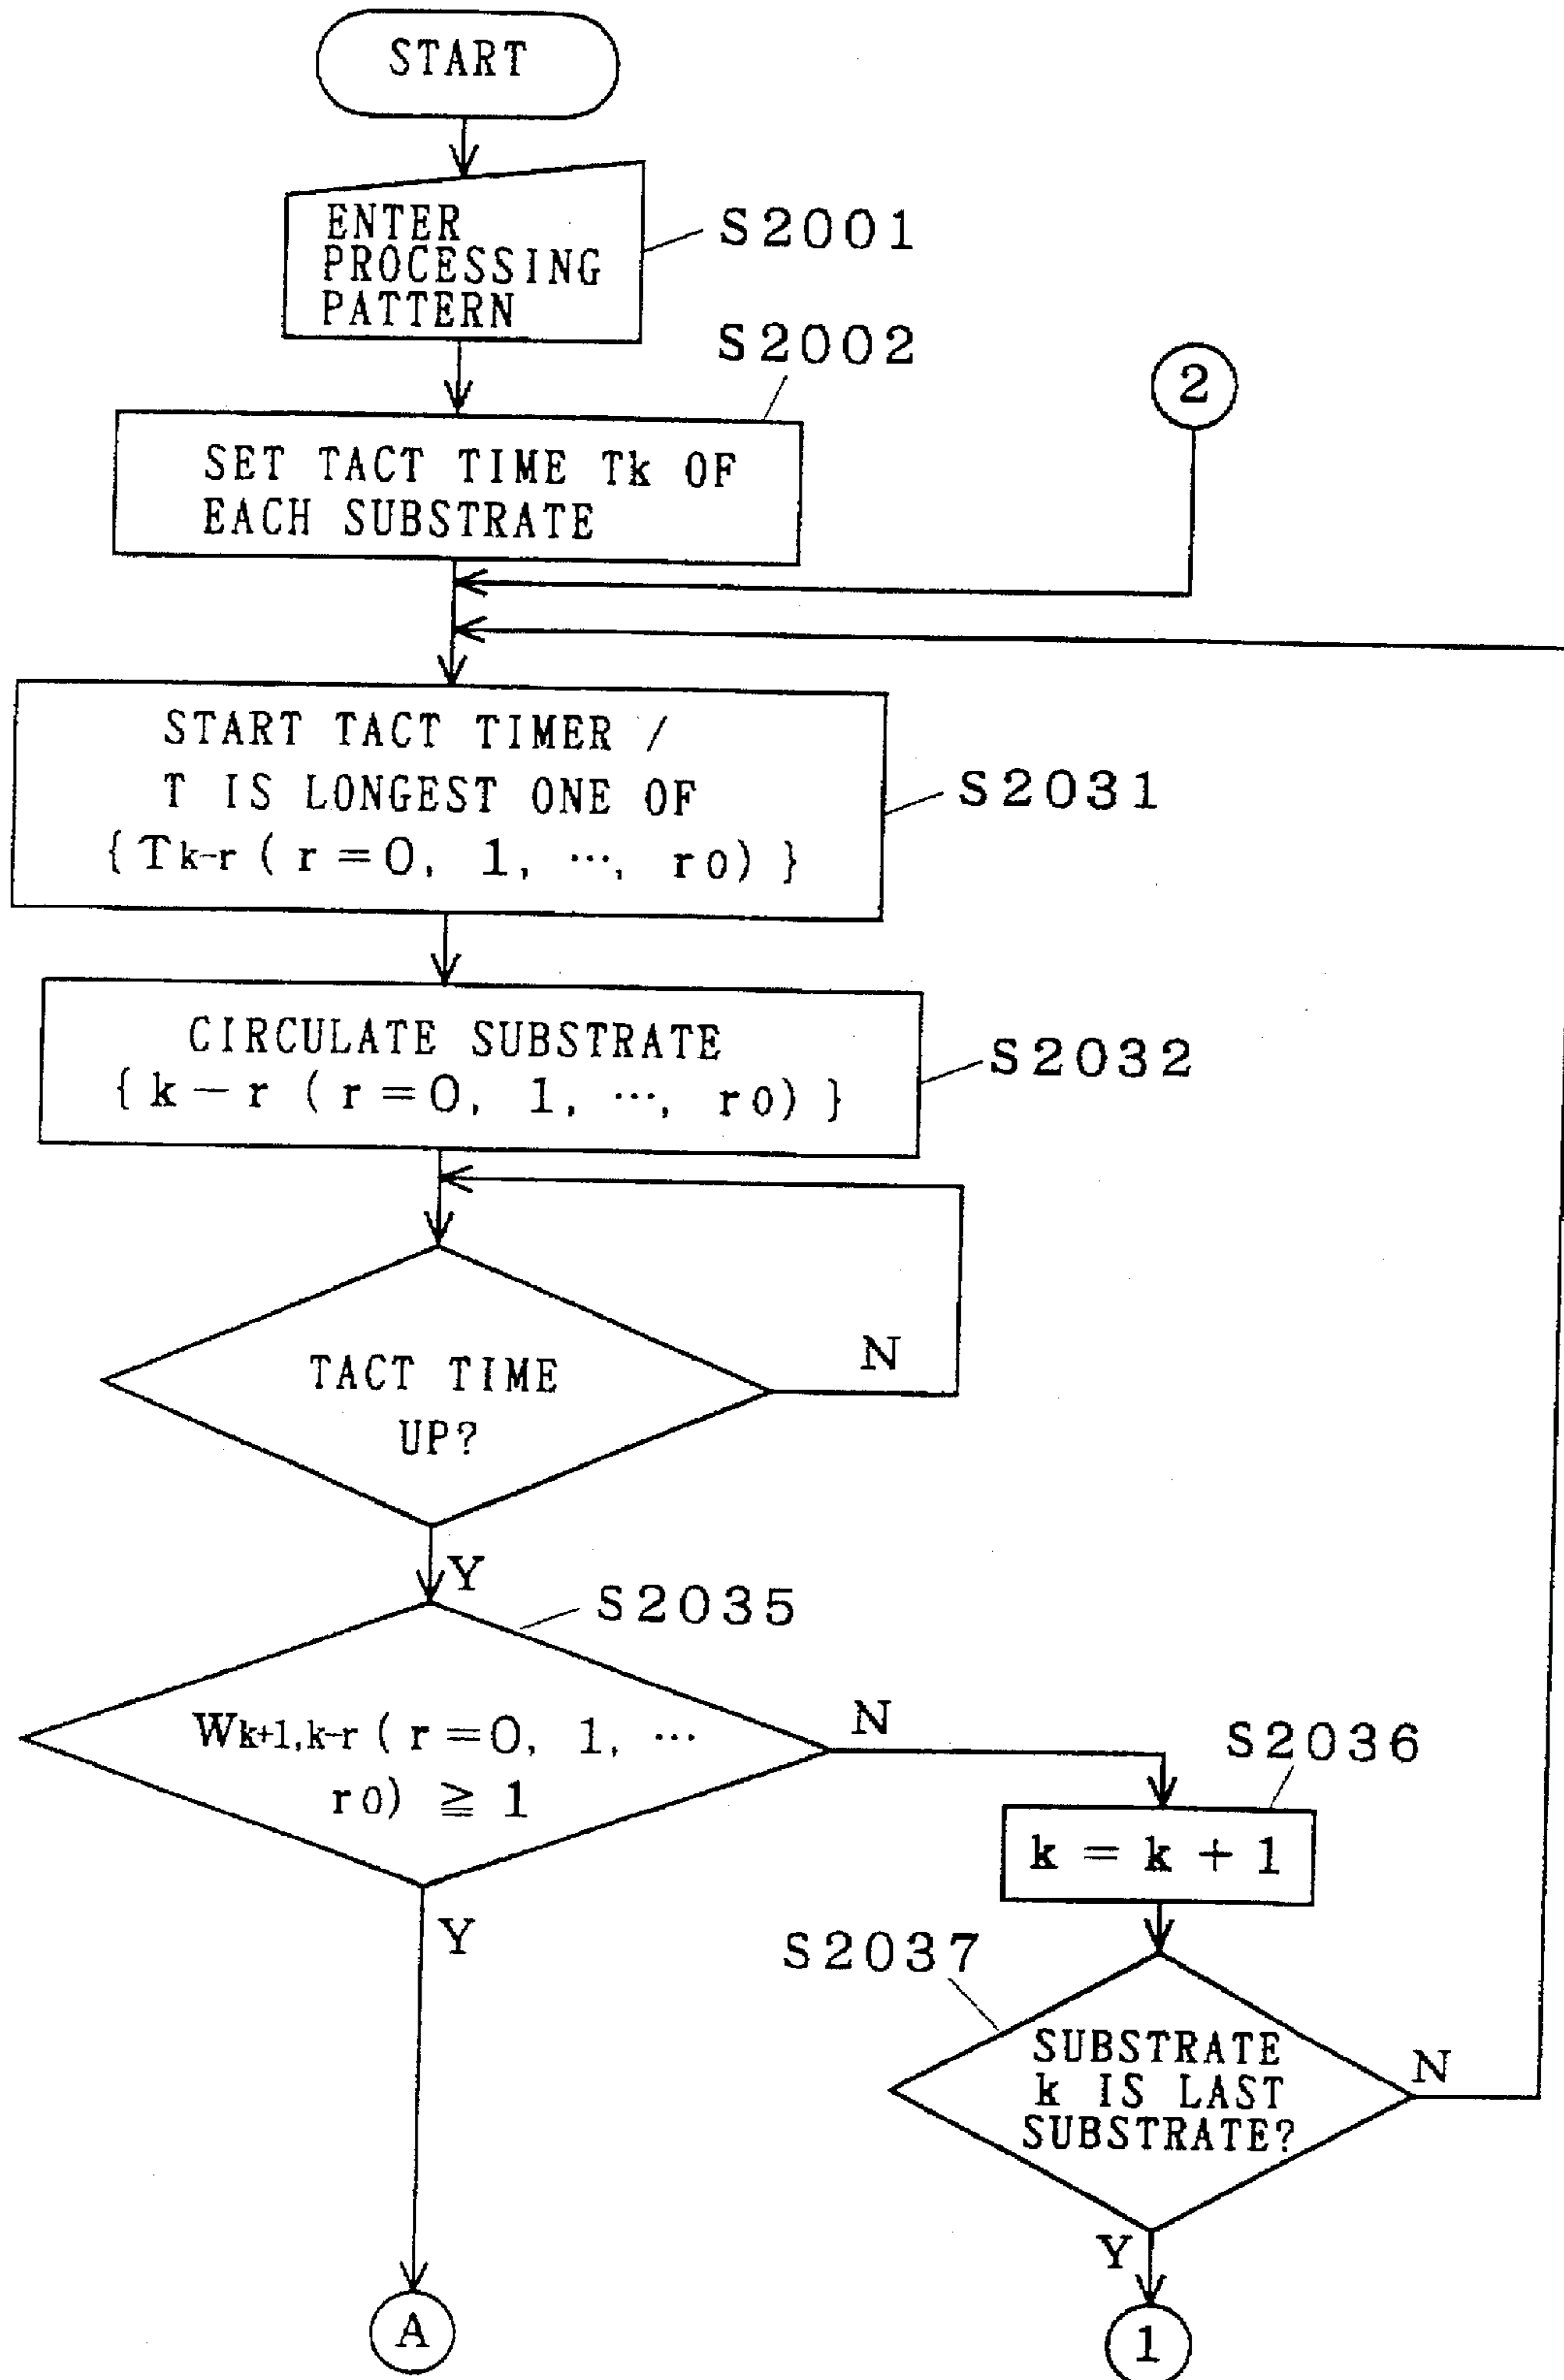 START
ENTER
PROCESSING
PATTERN
S2001
S2002
2
SET TACT TIME Tk OF
EACH SUBSTRATE
START TACT TIMER /
T IS LONGEST ONE OF
{ Tk-r ( r = 0, 1, ···, r0) }
S2031
CIRCULATE SUBSTRATE
{ k - r ( r = 0, 1, ···, r0) }
S2032
TACT TIME
UP?
N
Y
S2035
Wk+1,k-r ( r = 0, 1, ···
r0) ≧ 1
N
Y
S2036
k = k + 1
S2037
SUBSTRATE
k IS LAST
SUBSTRATE?
N
Y
A
1